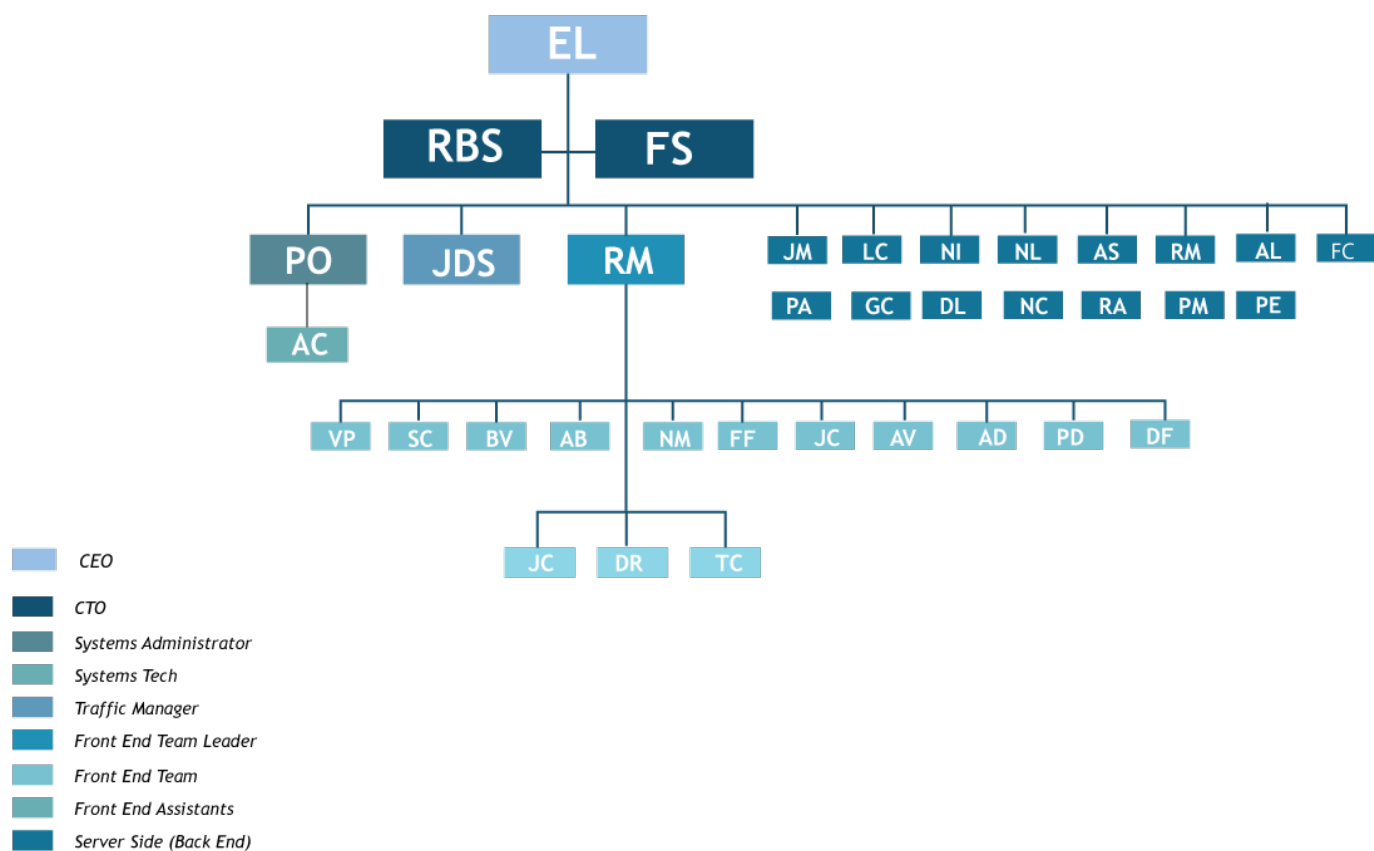 EL
RBS
FS
PO
JDS
RM
JM
LC
NI
NL
AS
RM
AL
FC
PA
GC
DL
NC
RA
PM
PE
AC
VP
SC
BV
AB
NM
FF
JC
AV
AD
PD
DF
JC
DR
TC
CEO
CTO
Systems Administrator
Systems Tech
Traffic Manager
Front End Team Leader
Front End Team
Front End Assistants
Server Side (Back End)